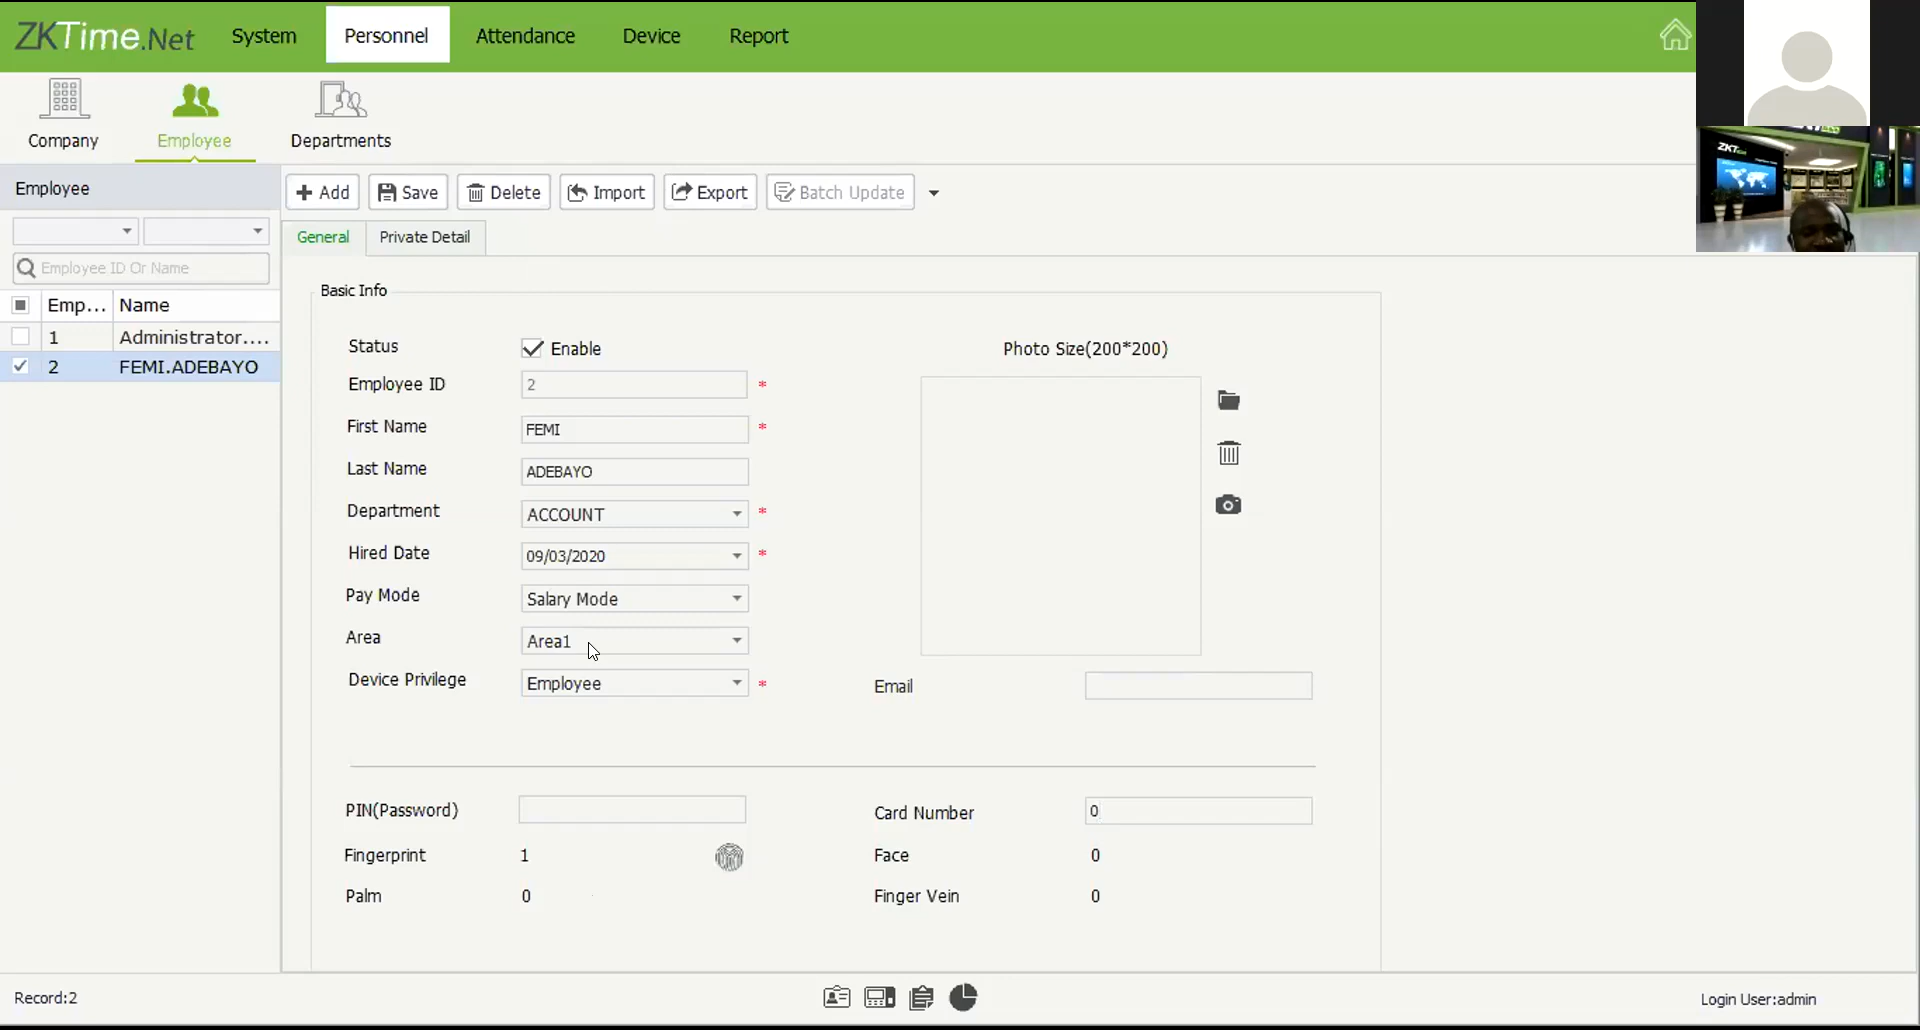 ZKTime.Net System Personnel Attendance Device Report
Company Employee Departments
Employee
Add Save Delete Import Export Batch Update
Employee ID Or Name
General Private Detail
Emp... Name
1 Administrator....
2 FEMI.ADEBAYO
Basic Info
Status Enable
Photo Size(200*200)
Employee ID 2 *
First Name FEMI *
Last Name ADEBAYO
Department ACCOUNT *
Hired Date 09/03/2020 *
Pay Mode Salary Mode
Area Area1
Device Privilege Employee *
Email
PIN(Password)
Card Number 0
Fingerprint 1
Face 0
Palm 0
Finger Vein 0
Record:2
Login User:admin